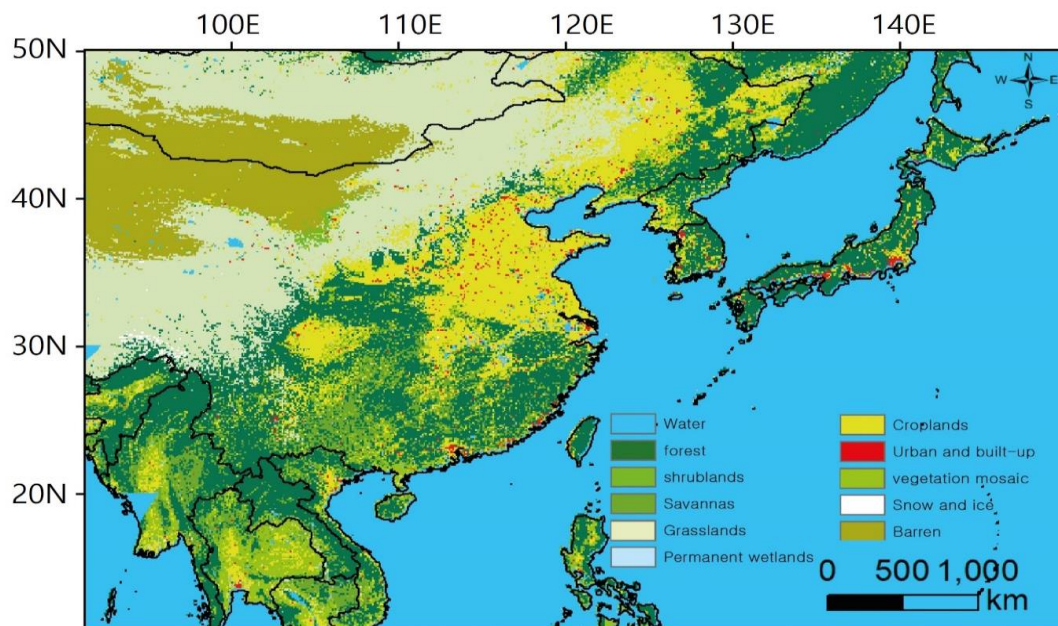 100E 110E 120E 130E 140E
50N
40N
30N
20N
N
W E
S
Water
forest
shrublands
Savannas
Grasslands
Permanent wetlands
Croplands
Urban and built-up
vegetation mosaic
Snow and ice
Barren
0 500 1,000
km